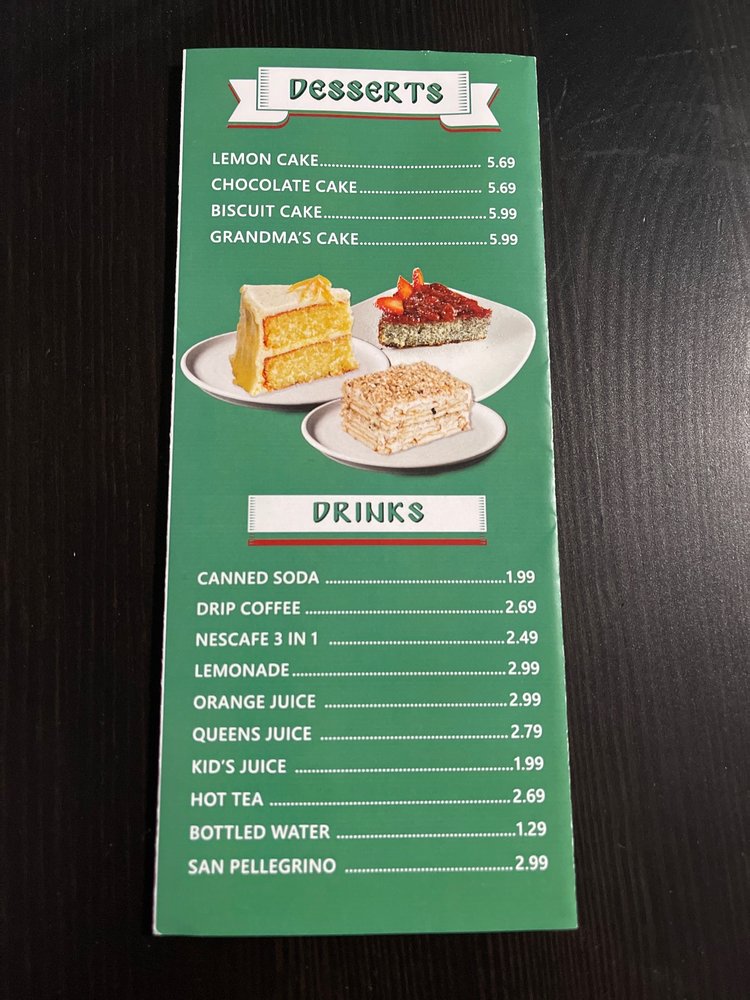 DESSERTS
LEMON CAKE.......................................... 5.69
CHOCOLATE CAKE................................ 5.69
BISCUIT CAKE.......................................... 5.99
GRANDMA'S CAKE................................. 5.99
DRINKS
CANNED SODA .............................................1.99
DRIP COFFEE .................................................. 2.69
NESCAFE 3 IN 1 ............................................ 2.49
LEMONADE...................................................... 2.99
ORANGE JUICE .............................................. 2.99
QUEENS JUICE ............................................... 2.79
KID'S JUICE ......................................................1.99
HOT TEA ............................................................ 2.69
BOTTLED WATER ............................................1.29
SAN PELLEGRINO .......................................... 2.99